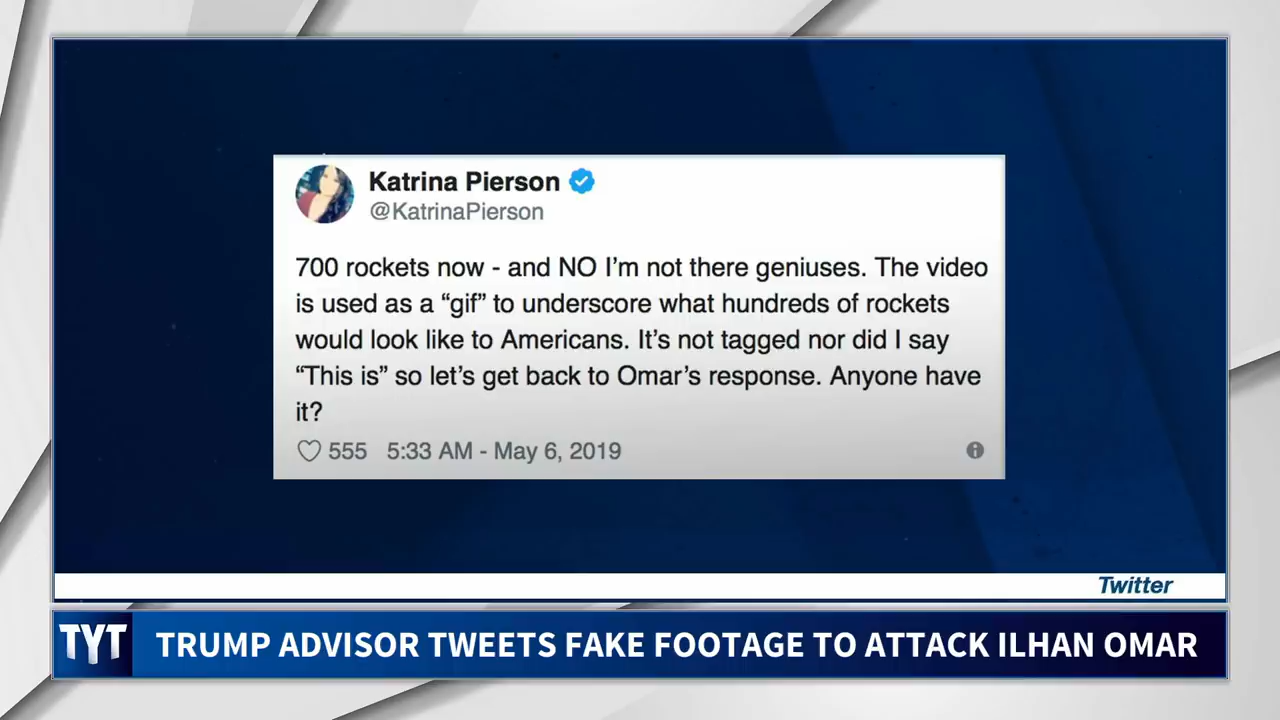 Katrina Pierson
@KatrinaPierson
700 rockets now - and NO I'm not there geniuses. The video
is used as a “gif” to underscore what hundreds of rockets
would look like to Americans. It's not tagged nor did I say
“This is” so let's get back to Omar's response. Anyone have
it?
555 5:33 AM - May 6, 2019
Twitter
TYT TRUMP ADVISOR TWEETS FAKE FOOTAGE TO ATTACK ILHAN OMAR